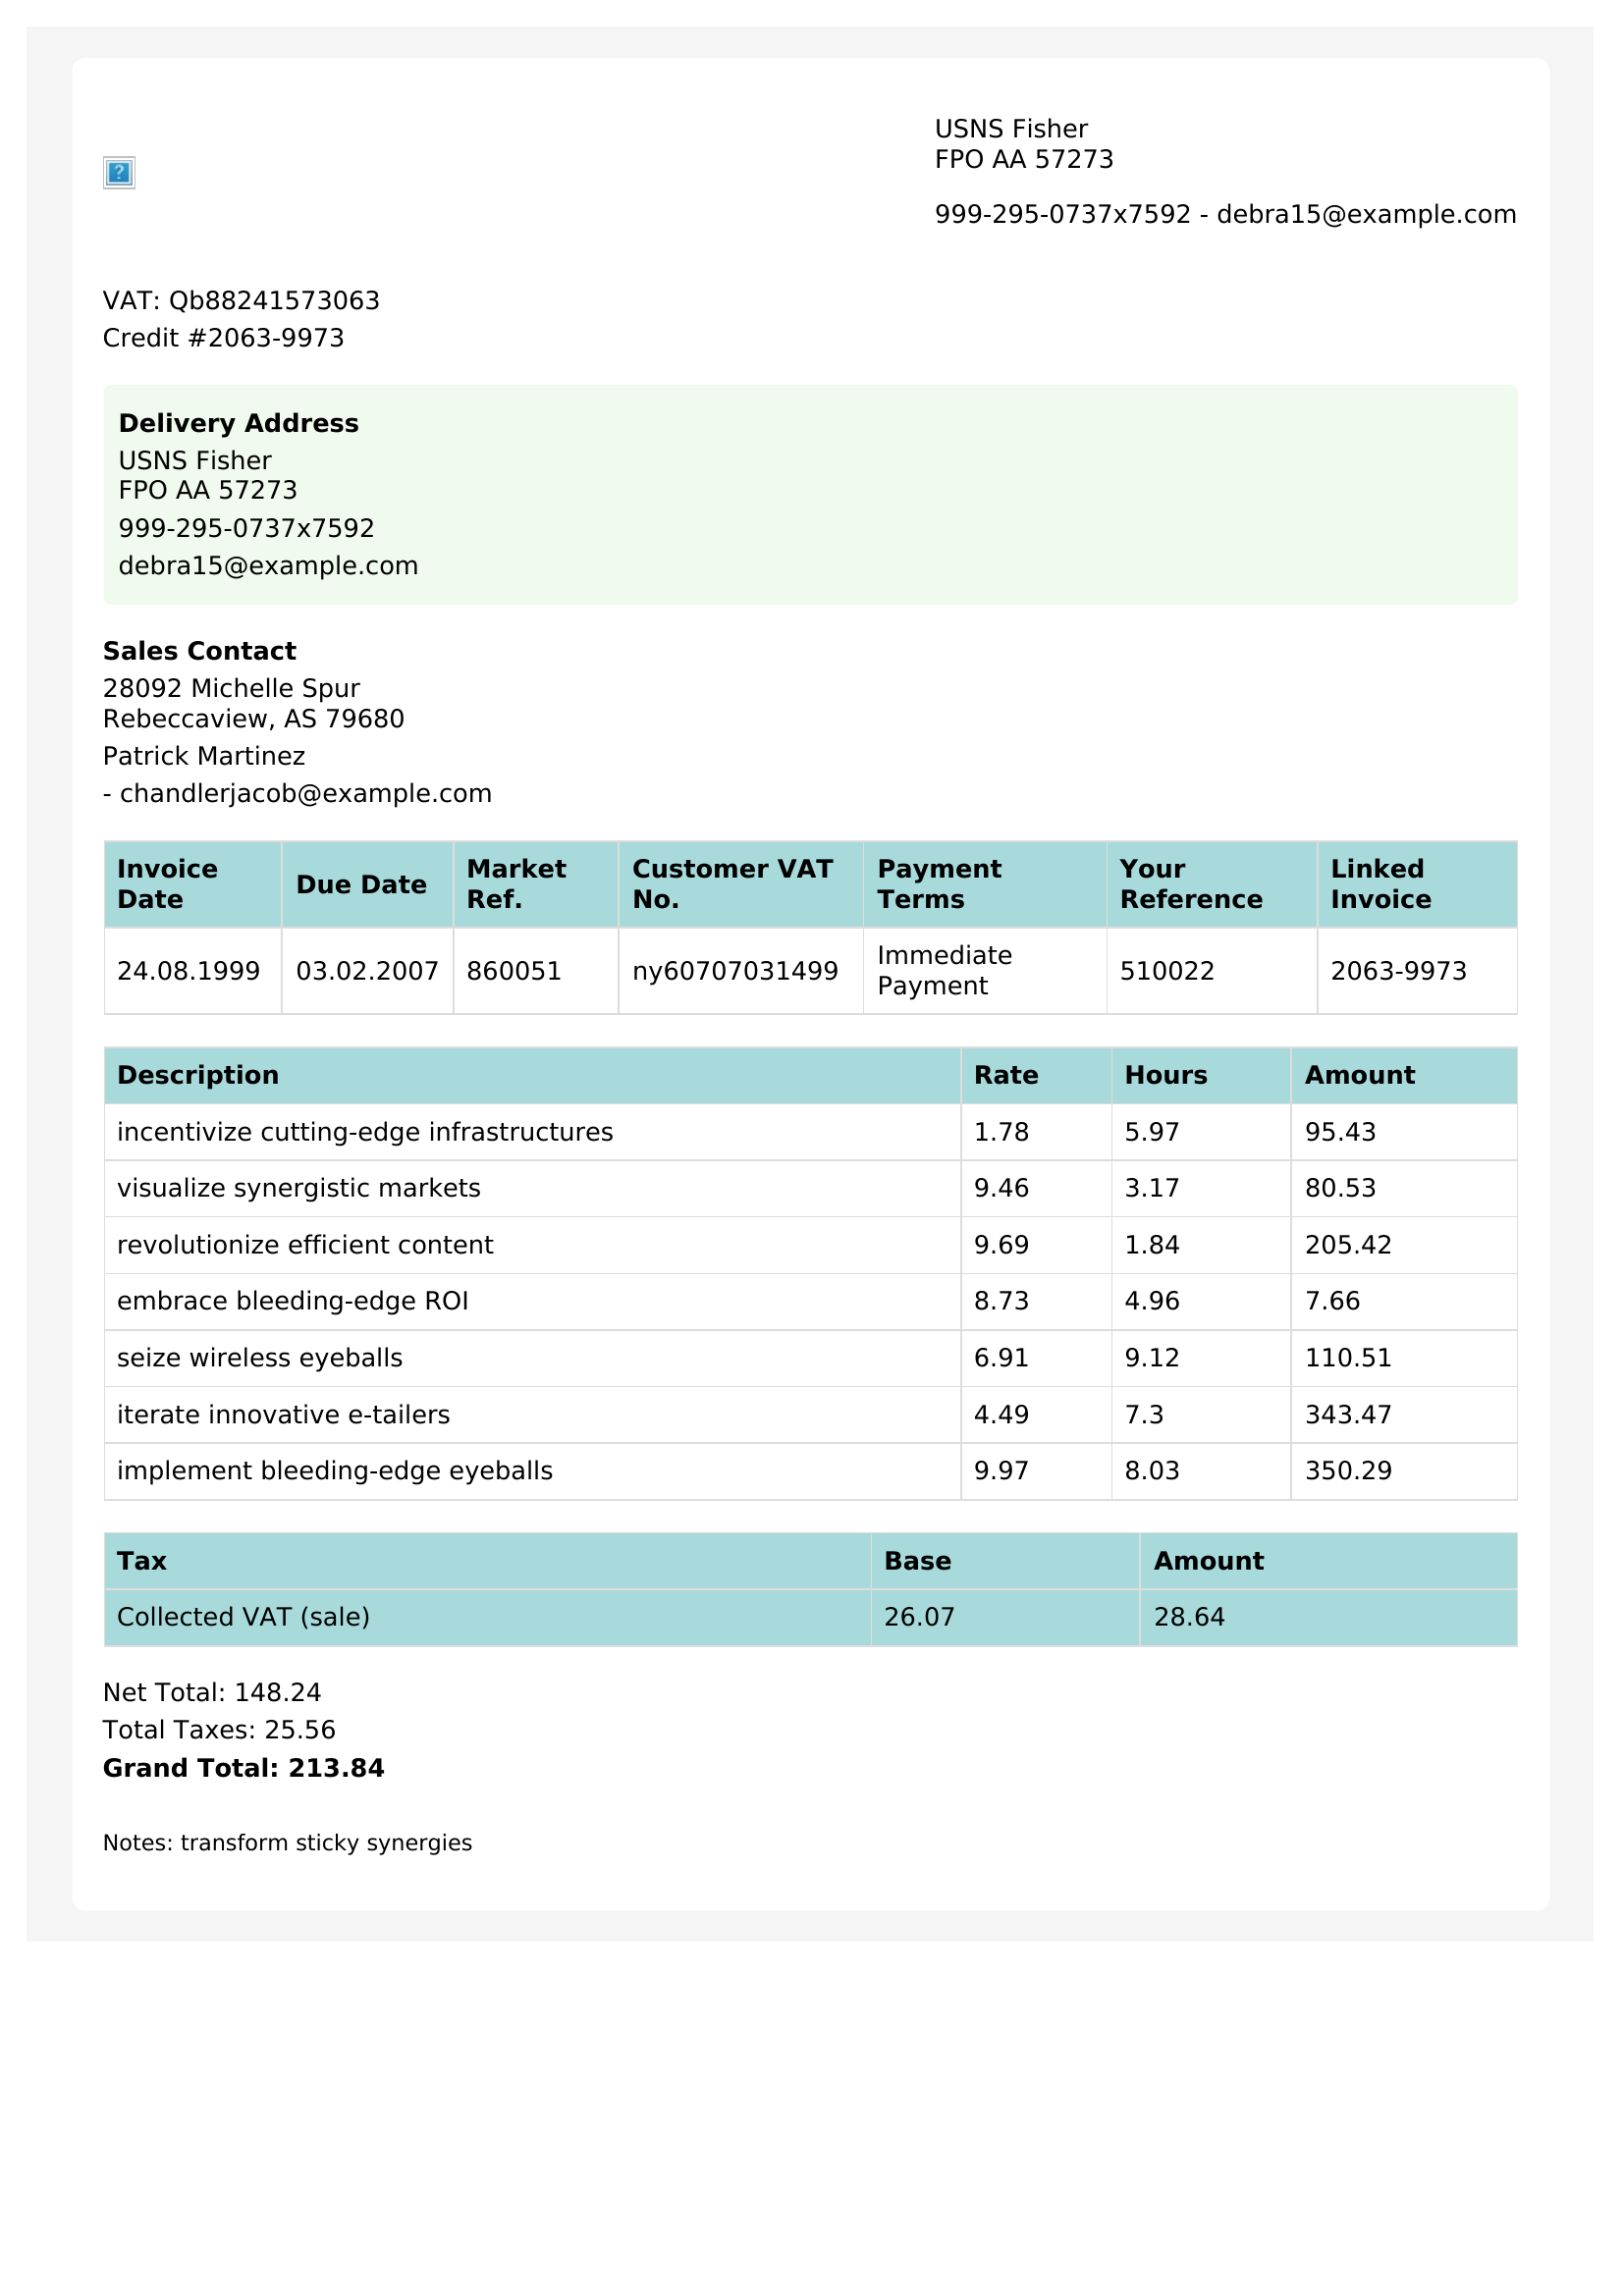 USNS Fisher
FPO AA 57273
999-295-0737x7592 - debra15@example.com
VAT: Qb88241573063
Credit #2063-9973
Delivery Address
USNS Fisher
FPO AA 57273
999-295-0737x7592
debra15@example.com
Sales Contact
28092 Michelle Spur
Rebeccaview, AS 79680
Patrick Martinez
- chandlerjacob@example.com
Invoice Date Due Date Market Ref. Customer VAT No. Payment Terms Your Reference Linked Invoice
24.08.1999 03.02.2007 860051 ny60707031499 Immediate Payment 510022 2063-9973
Description Rate Hours Amount
incentivize cutting-edge infrastructures 1.78 5.97 95.43
visualize synergistic markets 9.46 3.17 80.53
revolutionize efficient content 9.69 1.84 205.42
embrace bleeding-edge ROI 8.73 4.96 7.66
seize wireless eyeballs 6.91 9.12 110.51
iterate innovative e-tailers 4.49 7.3 343.47
implement bleeding-edge eyeballs 9.97 8.03 350.29
Tax Base Amount
Collected VAT (sale) 26.07 28.64
Net Total: 148.24
Total Taxes: 25.56
Grand Total: 213.84
Notes: transform sticky synergies